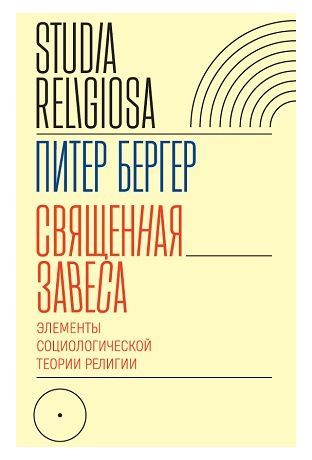 STUDIA
RELIGIOSA
ПИТЕР БЕРГЕР
СВЯЩЕННАЯ
ЗАВЕСА
ЭЛЕМЕНТЫ
СОЦИОЛОГИЧЕСКОЙ
ТЕОРИИ РЕЛИГИИ